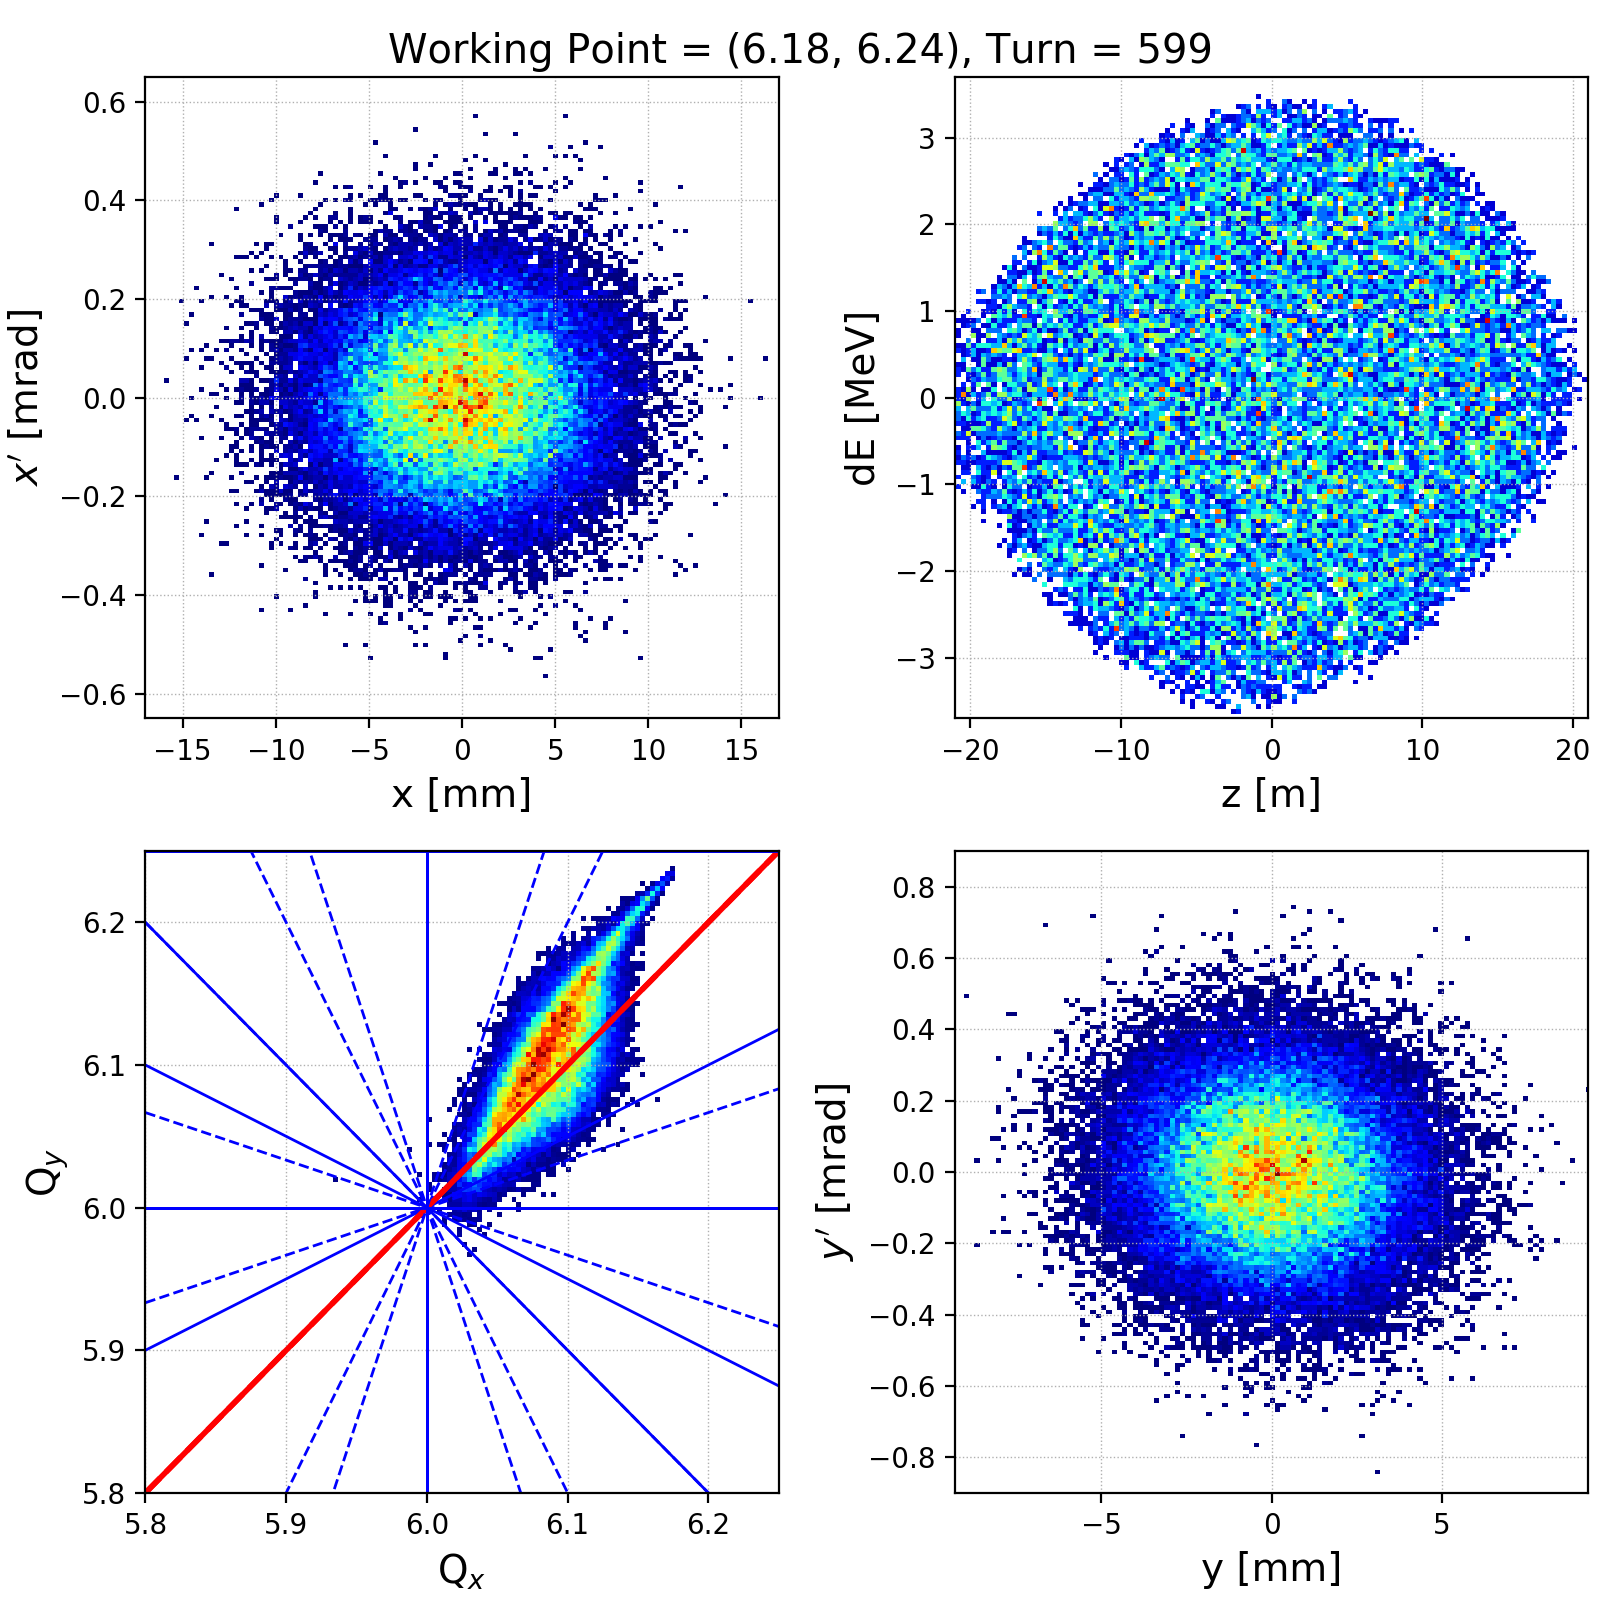 Working Point = (6.18, 6.24), Turn = 599
0.6
0.4
0.2
0.0
−0.2
−0.4
−0.6
x′ [mrad]
−15 −10 −5 0 5 10 15
x [mm]
3
2
1
0
−1
−2
−3
dE [MeV]
−20 −10 0 10 20
z [m]
6.2
6.1
6.0
5.9
5.8
Qy
5.8 5.9 6.0 6.1 6.2
Qx
0.8
0.6
0.4
0.2
0.0
−0.2
−0.4
−0.6
−0.8
y′ [mrad]
−5 0 5
y [mm]